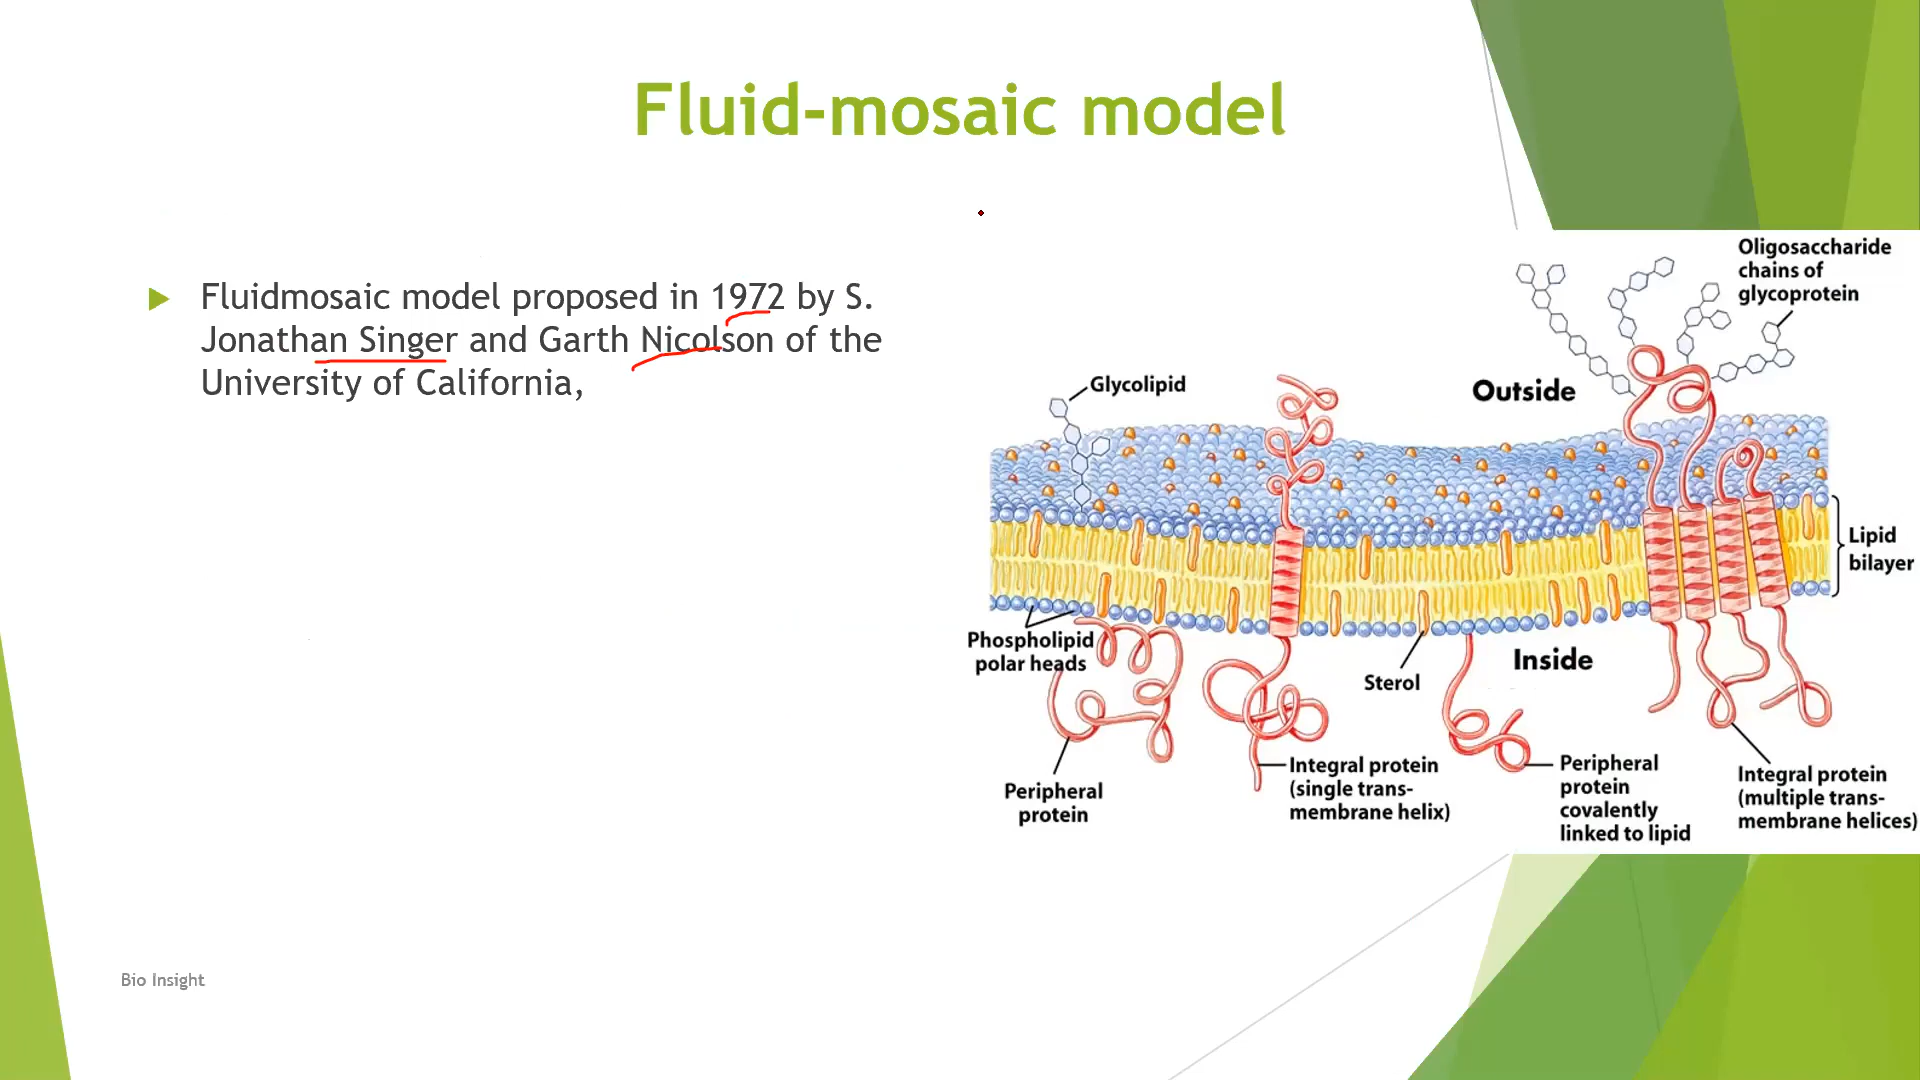 Fluid-mosaic model
Fluidmosaic model proposed in 1972 by S.
Jonathan Singer and Garth Nicolson of the
University of California,
Oligosaccharide
chains of
glycoprotein
Glycolipid
Outside
Lipid
bilayer
Phospholipid
polar heads
Inside
Sterol
Peripheral
protein
Integral protein
(single trans-
membrane helix)
Peripheral
protein
covalently
linked to lipid
Integral protein
(multiple trans-
membrane helices)
Bio Insight